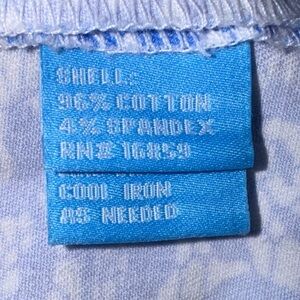 SHELL:
96% COTTON
4% SPANDEX
RN# 16859
COOL IRON
AS NEEDED